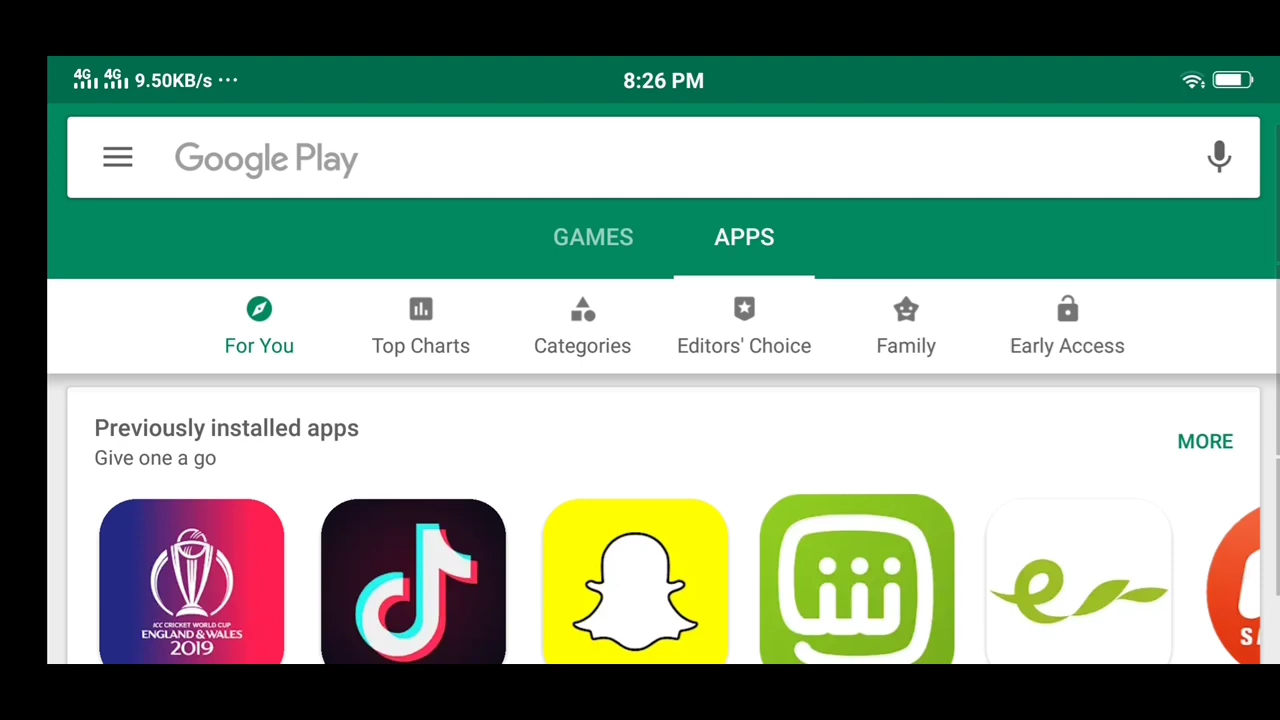 4G 4G 9.50KB/s ... 8:26 PM
Google Play
GAMES APPS
For You Top Charts Categories Editors' Choice Family Early Access
Previously installed apps
Give one a go
MORE
ICC CRICKET WORLD CUP
ENGLAND & WALES
2019